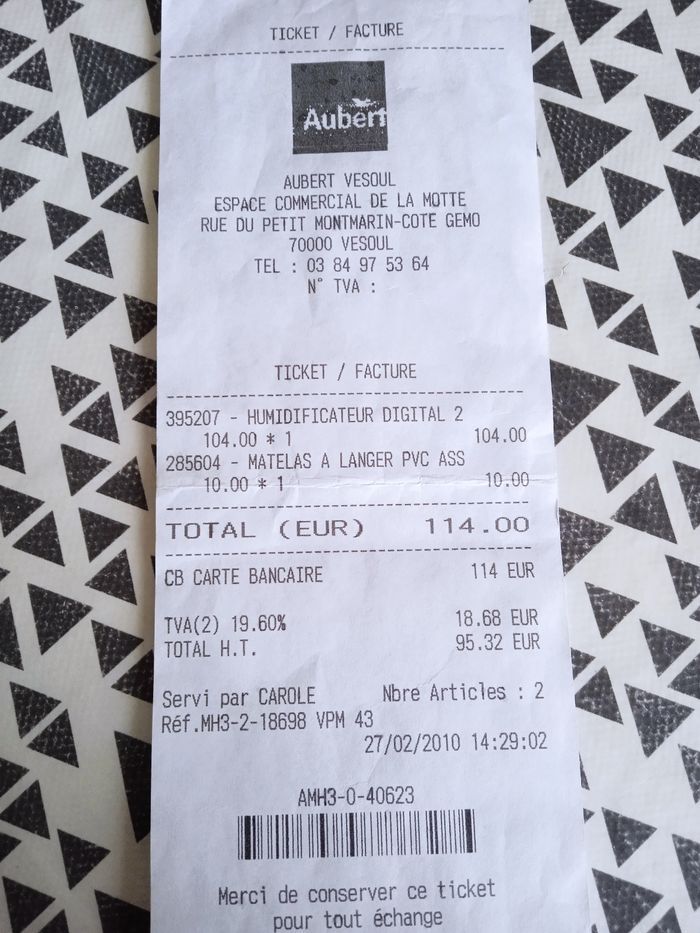 TICKET / FACTURE
Aubert
AUBERT VESOUL
ESPACE COMMERCIAL DE LA MOTTE
RUE DU PETIT MONTMARIN-COTE GEMO
70000 VESOUL
TEL : 03 84 97 53 64
N° TVA :
TICKET / FACTURE
395207 - HUMIDIFICATEUR DIGITAL 2
104.00 * 1 104.00
285604 - MATELAS A LANGER PVC ASS
10.00 * 1 10.00
TOTAL (EUR) 114.00
CB CARTE BANCAIRE 114 EUR
TVA(2) 19.60% 18.68 EUR
TOTAL H.T. 95.32 EUR
Servi par CAROLE Nbre Articles : 2
Réf.MH3-2-18698 VPM 43
27/02/2010 14:29:02
AMH3-0-40623
Merci de conserver ce ticket
pour tout échange